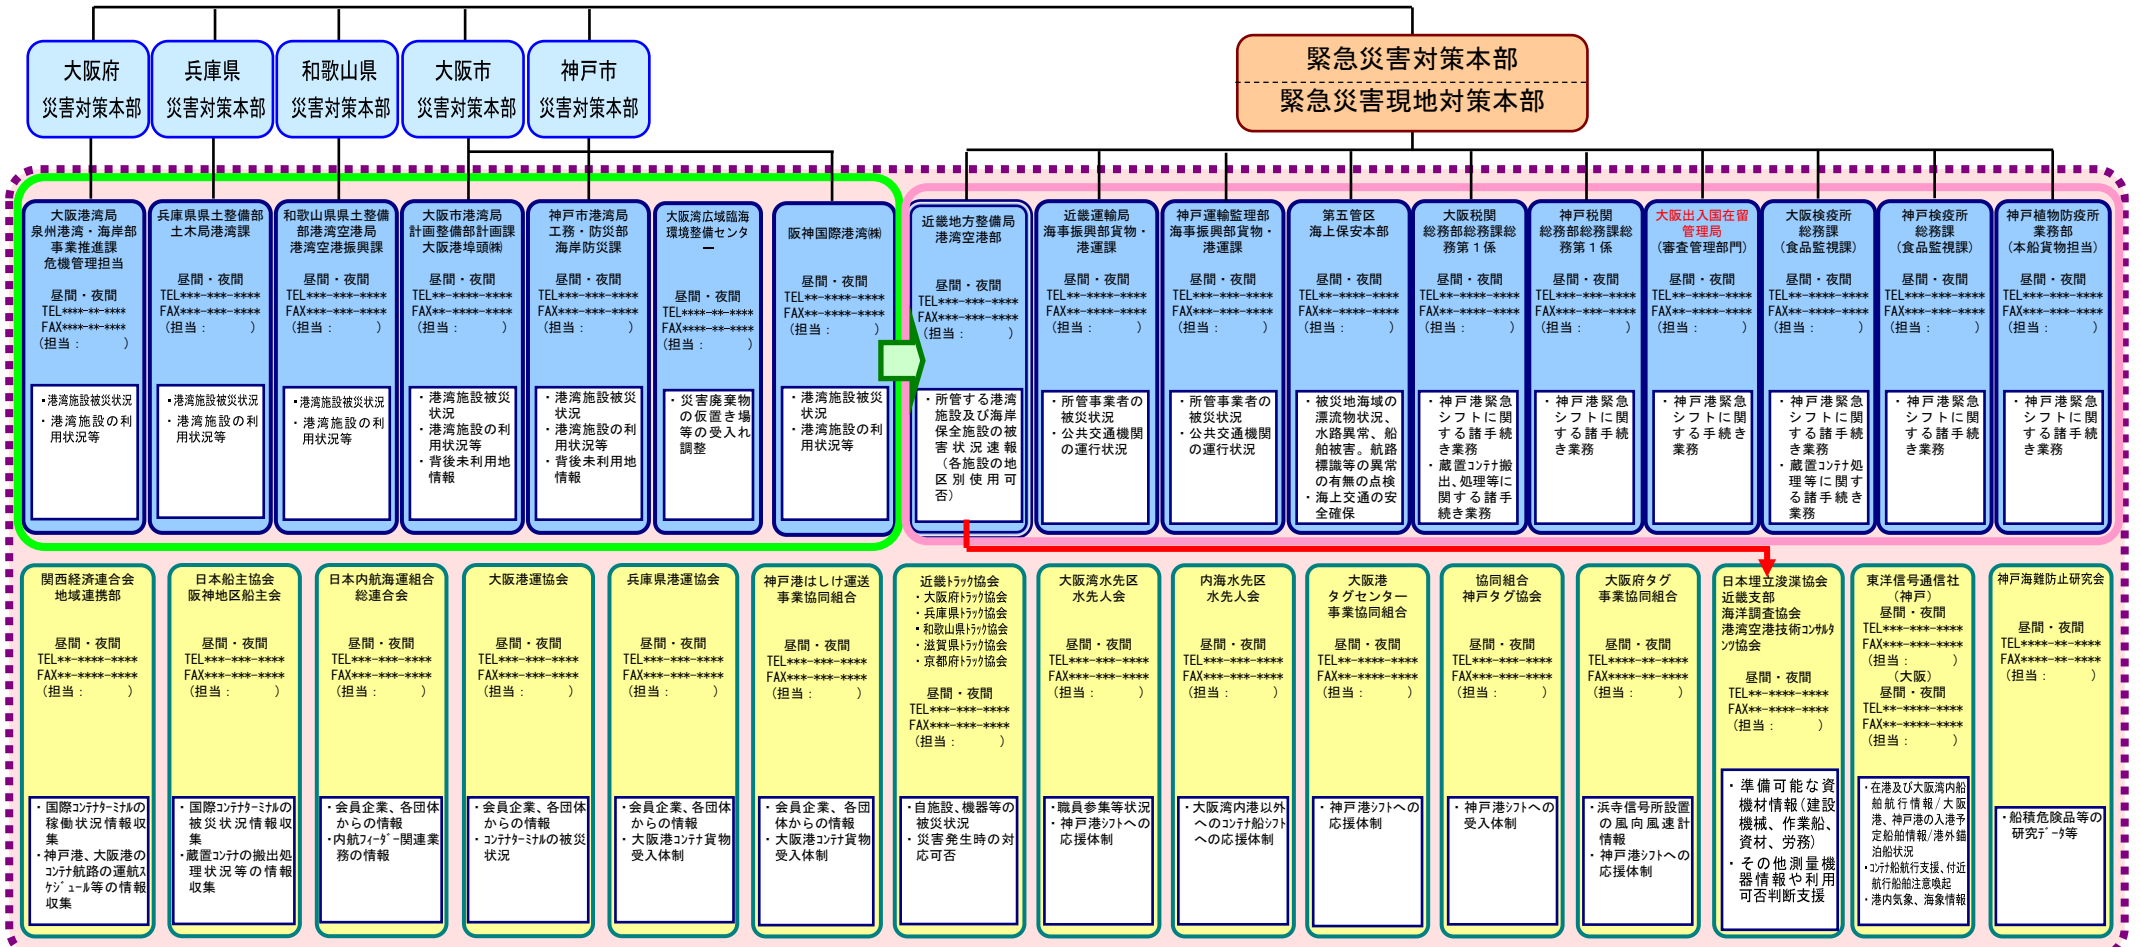 大阪府
災害対策本部
兵庫県
災害対策本部
和歌山県
災害対策本部
大阪市
災害対策本部
神戸市
災害対策本部
緊急災害対策本部
緊急災害現地対策本部
大阪港湾局
泉州港湾・海岸部
事業推進課
危機管理担当
昼間・夜間
TEL****-**-****
FAX****-**-****
(担当：　　　)
・港湾施設被災状況
・港湾施設の利
用状況等
兵庫県県土整備部
土木局港湾課
昼間・夜間
TEL***-***-****
FAX***-***-****
(担当：　　　)
・港湾施設被災状況
・港湾施設の利
用状況等
和歌山県県土整備
部港湾空港局
港湾空港振興課
昼間・夜間
TEL***-***-****
FAX***-***-****
(担当：　　　)
・港湾施設被災状況
・港湾施設の利
用状況等
大阪市港湾局
計画整備部計画課
大阪港埠頭㈱
昼間・夜間
TEL**-****-****
FAX**-****-****
(担当：　　　)
・港湾施設被災
状況
・港湾施設の利
用状況等
・背後未利用地
情報
神戸市港湾局
工務・防災部
海岸防災課
昼間・夜間
TEL***-***-****
FAX***-***-****
(担当：　　　)
・港湾施設被災
状況
・港湾施設の利
用状況等
・背後未利用地
情報
大阪湾広域臨海
環境整備センタ
ー
昼間・夜間
TEL****-**-****
FAX****-**-****
(担当：　　　)
・災害廃棄物
の仮置き場
等の受入れ
調整
阪神国際港湾㈱
昼間・夜間
TEL**-****-****
FAX**-****-****
(担当：　　　)
・港湾施設被災
状況
・港湾施設の利
用状況等
近畿地方整備局
港湾空港部
昼間・夜間
TEL***-***-****
FAX***-***-****
(担当：　　　)
・所管する港湾
施設及び海岸
保全施設の被
害状況速報
(各施設の地
区別使用可
否)
近畿運輸局
海事振興部貨物・
港運課
昼間・夜間
TEL**-****-****
FAX**-****-****
(担当：　　　)
・所管事業者の
被災状況
・公共交通機関
の運行状況
神戸運輸監理部
海事振興部貨物・
港運課
昼間・夜間
TEL***-***-****
FAX***-***-****
(担当：　　　)
・所管事業者の
被災状況
・公共交通機関
の運行状況
第五管区
海上保安本部
昼間・夜間
TEL**-****-****
FAX**-****-****
(担当：　　　)
・被災地海域の
漂流物状況、
水路異常、船
舶被害。航路
標識等の異常
の有無の点検
・海上交通の安
全確保
大阪税関
総務部総務課総
務第１係
昼間・夜間
TEL**-****-****
FAX**-****-****
(担当：　　　)
・神戸港緊急
シフトに関
する諸手続
き業務
・蔵置ｺﾝﾃﾅ搬
出、処理等に
関する諸手
続き業務
神戸税関
総務部総務課総
務第１係
昼間・夜間
TEL***-***-****
FAX***-***-****
(担当：　　　)
・神戸港緊急
シフトに関
する諸手続
き業務
大阪出入国在留
管理局
(審査管理部門)
昼間・夜間
TEL**-****-****
FAX**-****-****
(担当：　　　)
・神戸港緊急
シフトに関
する手続き
業務
大阪検疫所
総務課
(食品監視課)
昼間・夜間
TEL**-****-****
FAX**-****-****
(担当：　　　)
・神戸港緊急
シフトに関
する諸手続
き業務
・蔵置ｺﾝﾃﾅ処
理等に関す
る諸手続き
業務
神戸検疫所
総務課
(食品監視課)
昼間・夜間
TEL***-***-****
FAX***-***-****
(担当：　　　)
・神戸港緊急
シフトに関
する諸手続
き業務
神戸植物防疫所
業務部
(本船貨物担当)
昼間・夜間
TEL***-***-****
FAX***-***-****
(担当：　　　)
・神戸港緊急
シフトに関
する諸手続
き業務
関西経済連合会
地域連携部
昼間・夜間
TEL**-****-****
FAX**-****-****
(担当：　　　)
・国際ｺﾝﾃﾅﾀｰﾐﾅﾙの
稼働状況情報収
集
・神戸港、大阪港の
ｺﾝﾃﾅ航路の運航ｽ
ｹｼﾞｭｰﾙ等の情報
収集
日本船主協会
阪神地区船主会
昼間・夜間
TEL***-***-****
FAX***-***-****
(担当：　　　)
・国際ｺﾝﾃﾅﾀｰﾐﾅﾙの
被災状況情報収
集
・蔵置ｺﾝﾃﾅの搬出処
理状況等の情報
収集
日本内航海運組合
総連合会
昼間・夜間
TEL**-****-****
FAX**-****-****
(担当：　　　)
・会員企業、各団体
からの情報
・内航ﾌｨｰﾀﾞｰ関連業
務の情報
大阪港運協会
昼間・夜間
TEL**-****-****
FAX**-****-****
(担当：　　　)
・会員企業、各団体
からの情報
・ｺﾝﾃﾅﾀｰﾐﾅﾙの被災
状況
兵庫県港運協会
昼間・夜間
TEL***-***-****
FAX***-***-****
(担当：　　　)
・会員企業、各団体
からの情報
・大阪港ｺﾝﾃﾅ貨物
受入体制
神戸港はしけ運送
事業協同組合
昼間・夜間
TEL***-***-****
FAX***-***-****
(担当：　　　)
・会員企業、各団
体からの情報
・大阪港ｺﾝﾃﾅ貨物
受入体制
近畿ﾄﾗｯｸ協会
・大阪府ﾄﾗｯｸ協会
・兵庫県ﾄﾗｯｸ協会
・和歌山県ﾄﾗｯｸ協会
・滋賀県ﾄﾗｯｸ協会
・京都府ﾄﾗｯｸ協会
昼間・夜間
TEL***-***-****
FAX***-***-****
(担当：　　　)
・自施設、機器等の
被災状況
・災害発生時の対
応可否
大阪湾水先区
水先人会
昼間・夜間
TEL***-***-****
FAX***-***-****
(担当：　　　)
・職員参集等状況
・神戸港ｼﾌﾄへの
応援体制
内海水先区
水先人会
昼間・夜間
TEL***-***-****
FAX***-***-****
(担当：　　　)
・大阪湾内港以外
へのｺﾝﾃﾅ船ｼﾌﾄ
への応援体制
大阪港
タグセンター
事業協同組合
昼間・夜間
TEL**-****-****
FAX**-****-****
(担当：　　　)
・神戸港ｼﾌﾄへの
応援体制
協同組合
神戸タグ協会
昼間・夜間
TEL***-***-****
FAX***-***-****
(担当：　　　)
・神戸港ｼﾌﾄへの
受入体制
大阪府タグ
事業協同組合
昼間・夜間
TEL****-**-****
FAX****-**-****
(担当：　　　)
・浜寺信号所設置
の風向風速計
情報
・神戸港ｼﾌﾄへの
応援体制
日本埋立浚渫協会
近畿支部
海洋調査協会
港湾空港技術ｺﾝｻﾙﾀ
ﾝﾂ協会
昼間・夜間
TEL**-****-****
FAX**-****-****
(担当：　　　)
・準備可能な資
機材情報(建設
機械、作業船、
資材、労務)
・その他測量機
器情報や利用
可否判断支援
東洋信号通信社
(神戸)
昼間・夜間
TEL***-***-****
FAX***-***-****
(担当：　　　)
(大阪)
昼間・夜間
TEL**-****-****
FAX**-****-****
(担当：　　　)
・在港及び大阪湾内船
舶航行情報/大阪
港、神戸港の入港予
定船舶情報/港外錨
泊船状況
・ｺﾝﾃﾅ船航行支援、付近
航行船舶注意喚起
・港内気象、海象情報
神戸海難防止研究会
昼間・夜間
TEL****-**-****
FAX****-**-****
(担当：　　　)
・船積危険品等の
研究ﾃﾞｰﾀ等